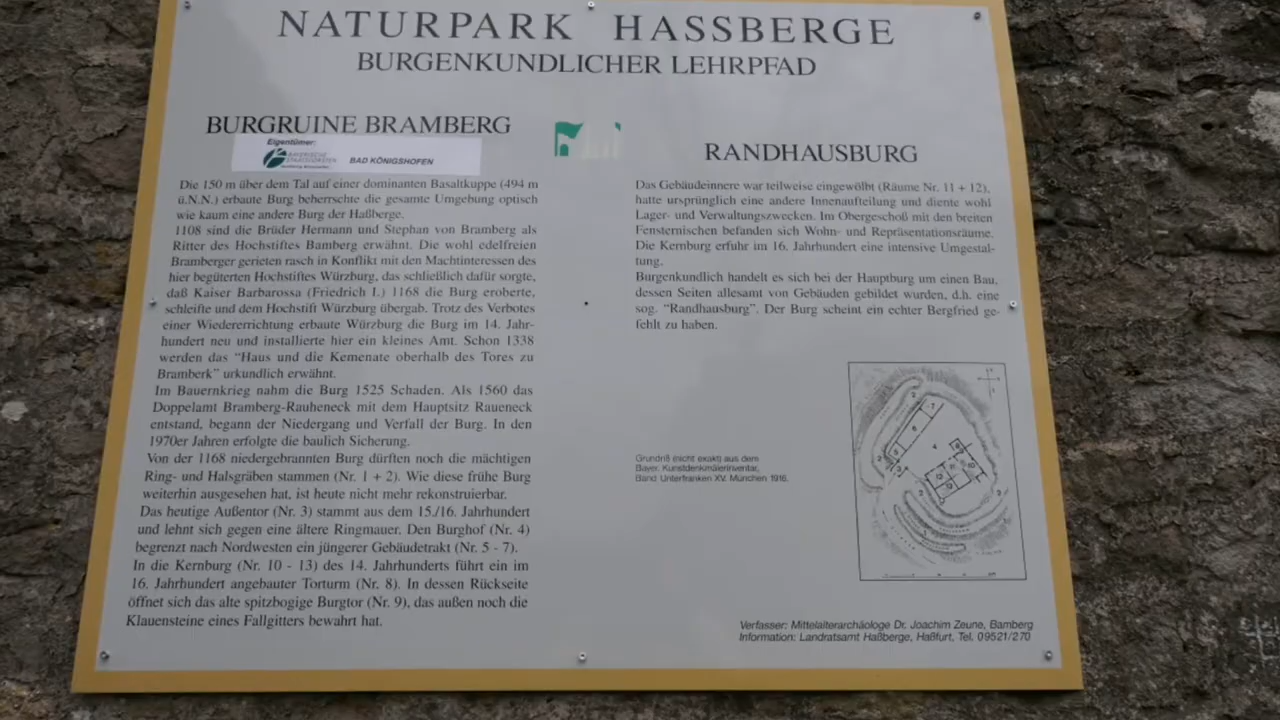 NATURPARK HASSBERGE
BURGENKUNDLICHER LEHRPFAD
BURGRUINE BRAMBERG
Eigentümer:
BAYERISCHE
STAATSFORSTEN
BAD KÖNIGSHOFEN
Die 150 m über dem Tal auf einer dominanten Basaltkuppe (494 m
ü.N.N.) erbaute Burg beherrschte die gesamte Umgebung optisch
wie kaum eine andere Burg der Haßberge.
1108 sind die Brüder Hermann und Stephan von Bramberg als
Ritter des Hochstiftes Bamberg erwähnt. Die wohl edelfreien
Bramberger gerieten rasch in Konflikt mit den Machtinteressen des
hier begüterten Hochstiftes Würzburg, das schließlich dafür sorgte,
daß Kaiser Barbarossa (Friedrich I.) 1168 die Burg eroberte,
schleifte und dem Hochstift Würzburg übergab. Trotz des Verbotes
einer Wiedererrichtung erbaute Würzburg die Burg im 14. Jahr-
hundert neu und installierte hier ein kleines Amt. Schon 1338
werden das "Haus und die Kemenate oberhalb des Tores zu
Bramberk" urkundlich erwähnt.
Im Bauernkrieg nahm die Burg 1525 Schaden. Als 1560 das
Doppelamt Bramberg-Rauheneck mit dem Hauptsitz Raueneck
entstand, begann der Niedergang und Verfall der Burg. In den
1970er Jahren erfolgte die baulich Sicherung.
Von der 1168 niedergebrannten Burg dürften noch die mächtigen
Ring- und Halsgräben stammen (Nr. 1 + 2). Wie diese frühe Burg
weiterhin ausgesehen hat, ist heute nicht mehr rekonstruierbar.
Das heutige Außentor (Nr. 3) stammt aus dem 15./16. Jahrhundert
und lehnt sich gegen eine ältere Ringmauer. Den Burghof (Nr. 4)
begrenzt nach Nordwesten ein jüngerer Gebäudetrakt (Nr. 5 - 7).
In die Kernburg (Nr. 10 - 13) des 14. Jahrhunderts führt ein im
16. Jahrhundert angebauter Torturm (Nr. 8). In dessen Rückseite
öffnet sich das alte spitzbogige Burgtor (Nr. 9), das außen noch die
Klauensteine eines Fallgitters bewahrt hat.
RANDHAUSBURG
Das Gebäudeinnere war teilweise eingewölbt (Räume Nr. 11 + 12),
hatte ursprünglich eine andere Innenaufteilung und diente wohl
Lager- und Verwaltungszwecken. Im Obergeschoß mit den breiten
Fensternischen befanden sich Wohn- und Repräsentationsräume.
Die Kernburg erfuhr im 16. Jahrhundert eine intensive Umgestal-
tung.
Burgenkundlich handelt es sich bei der Hauptburg um einen Bau,
dessen Seiten allesamt von Gebäuden gebildet wurden, d.h. eine
sog. "Randhausburg". Der Burg scheint ein echter Bergfried ge-
fehlt zu haben.
Grundriß (nicht exakt) aus dem
Bayer. Kunstdenkmälerinventar,
Band Unterfranken XV. München 1916.
Verfasser: Mittelalterarchäologe Dr. Joachim Zeune, Bamberg
Information: Landratsamt Haßberge, Haßfurt, Tel. 09521/270